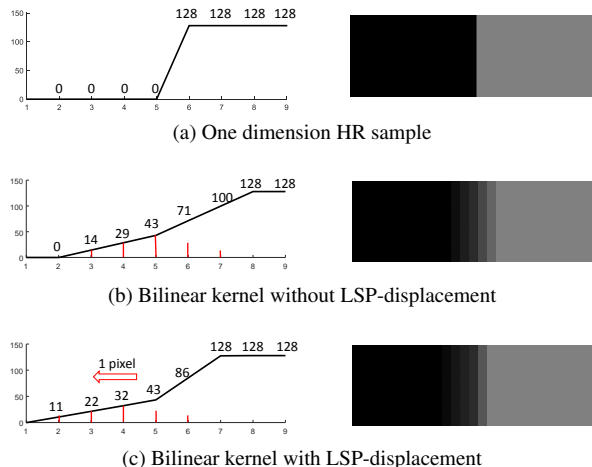 128 128 128 128
150
100
50
0 0 0 0
0
1 2 3 4 5 6 7 8 9
(a) One dimension HR sample
150
128 128
100
100
71
50
43
29
14
0
0
1 2 3 4 5 6 7 8 9
(b) Bilinear kernel without LSP-displacement
150
128 128 128
1 pixel
100
86
50
43
32
22
11
0
1 2 3 4 5 6 7 8 9
(c) Bilinear kernel with LSP-displacement